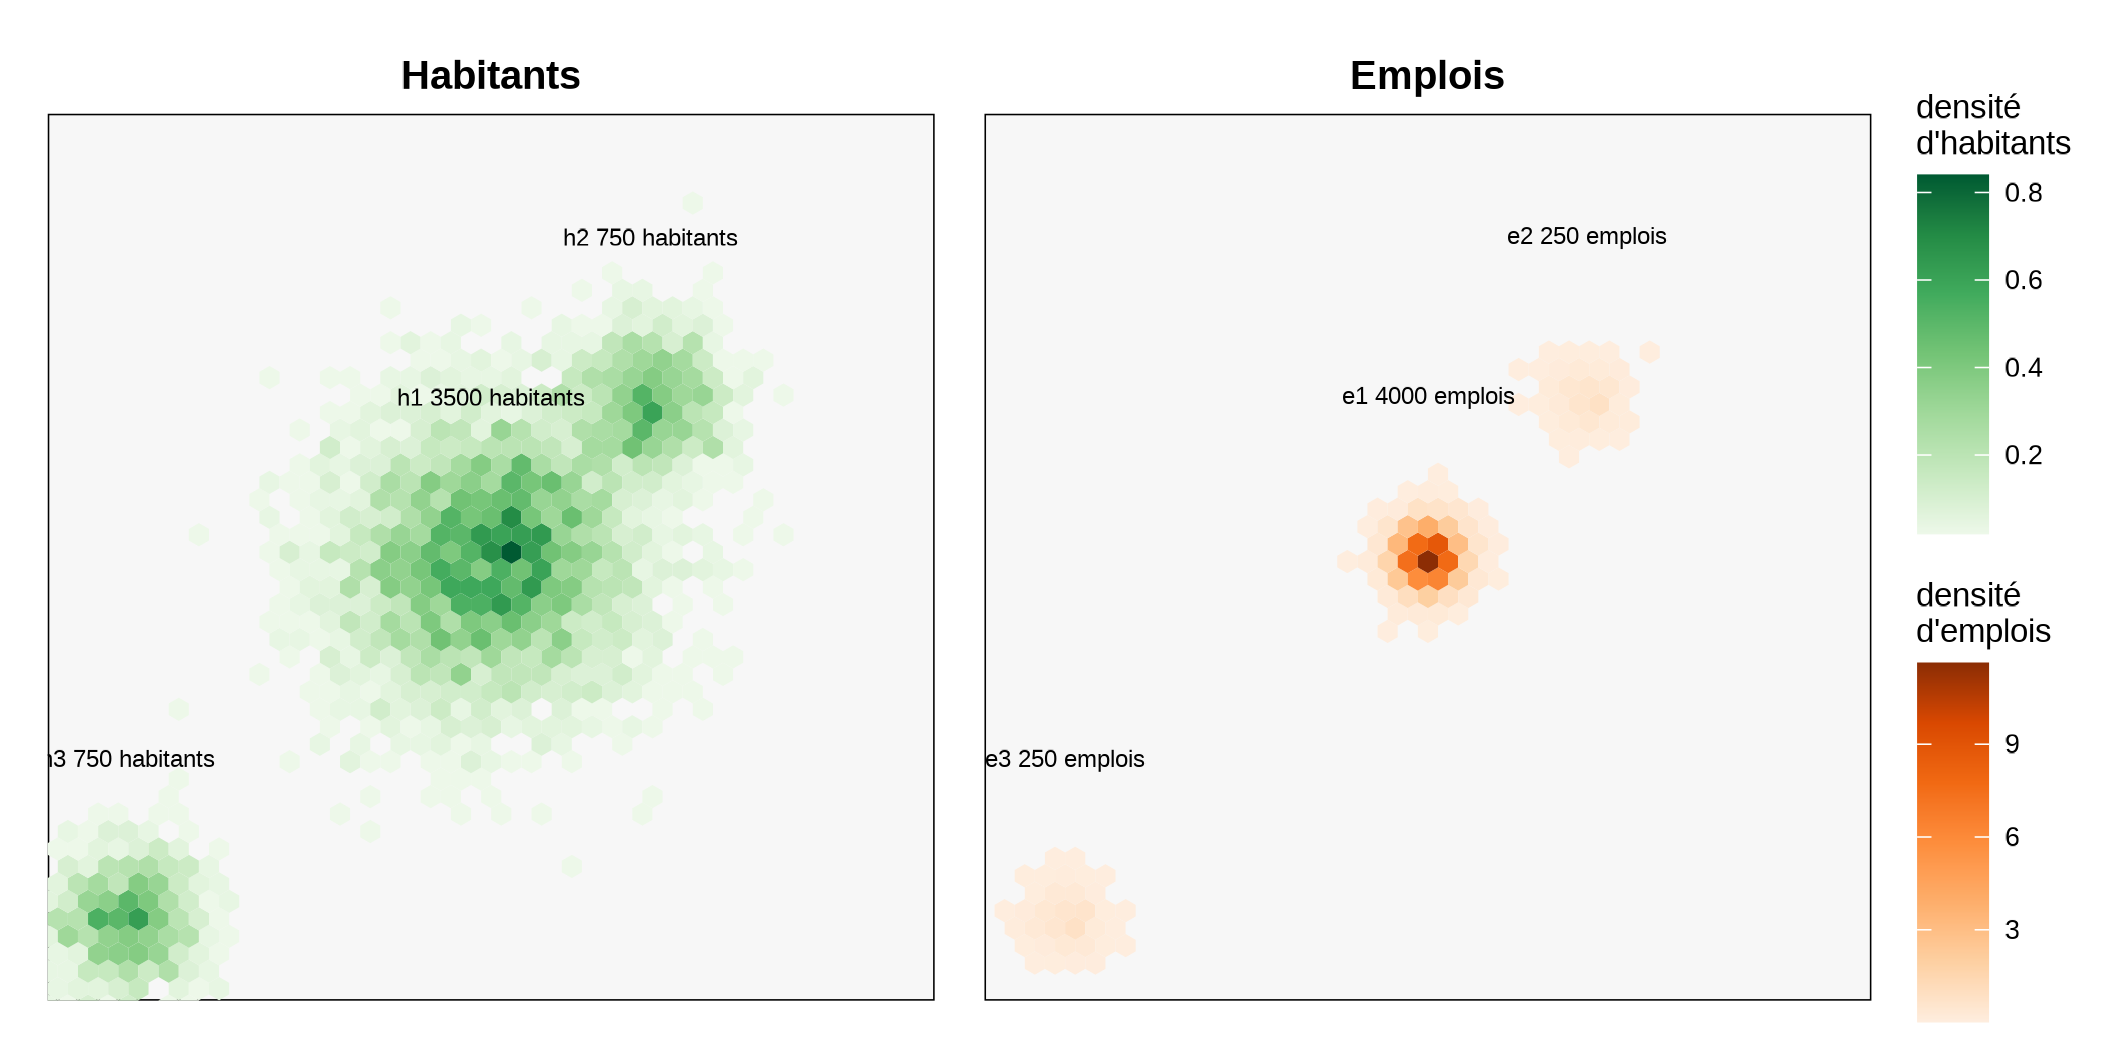 Habitants
Emplois
h2 750 habitants
h1 3500 habitants
h3 750 habitants
e2 250 emplois
e1 4000 emplois
e3 250 emplois
densité
d'habitants
0.8
0.6
0.4
0.2
densité
d'emplois
9
6
3